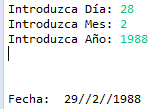 Introduzca Día: 28
Introduzca Mes: 2
Introduzca Año: 1988
Fecha:  29//2//1988